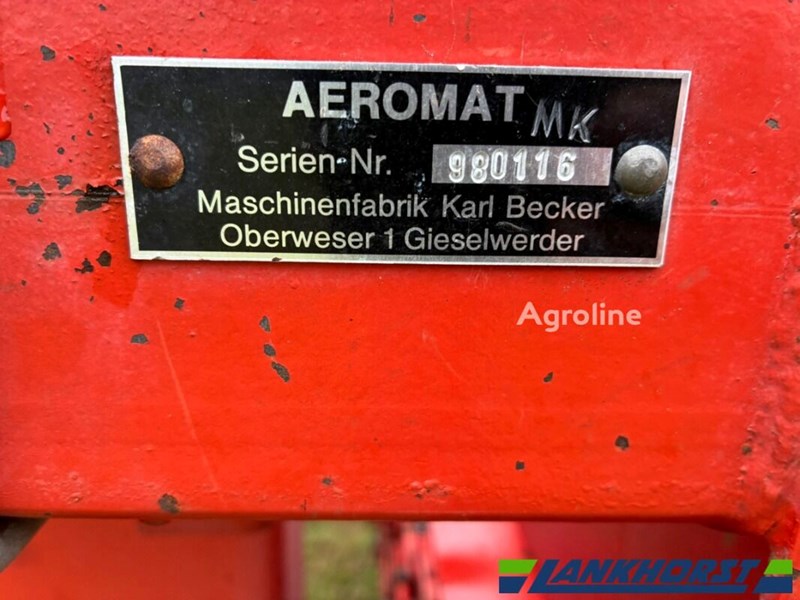 AEROMAT MK
Serien-Nr. 980116
Maschinenfabrik Karl Becker
Oberweser 1 Gieselwerder
Agroline
LANKHORST